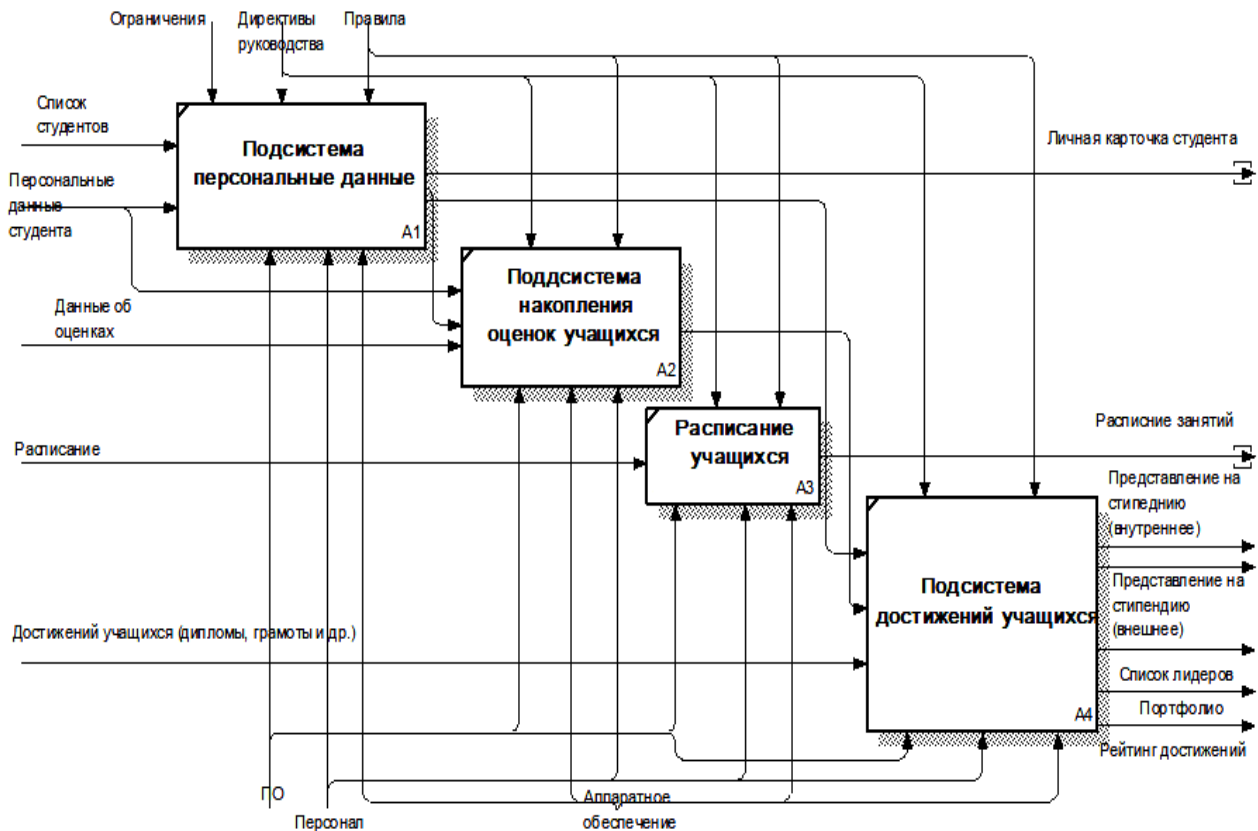 Ограничения
Директивы
руководства
Правила
Список
студентов
Подсистема
персональные данные
A1
Личная карточка студента
Персональные
данные
студента
Поддсистема
накопления
оценок учащихся
A2
Данные об
оценках
Расписание
учащихся
A3
Расписние занятий
Расписание
Представление на
стипеднию
(внутреннее)
Подсистема
достижений учащихся
A4
Представление на
стипендию
(внешнее)
Достижений учащихся (дипломы, грамоты и др.)
Список лидеров
Портфолио
Рейтинг достижений
ПО
Персонал
Аппаратное
обеспечение